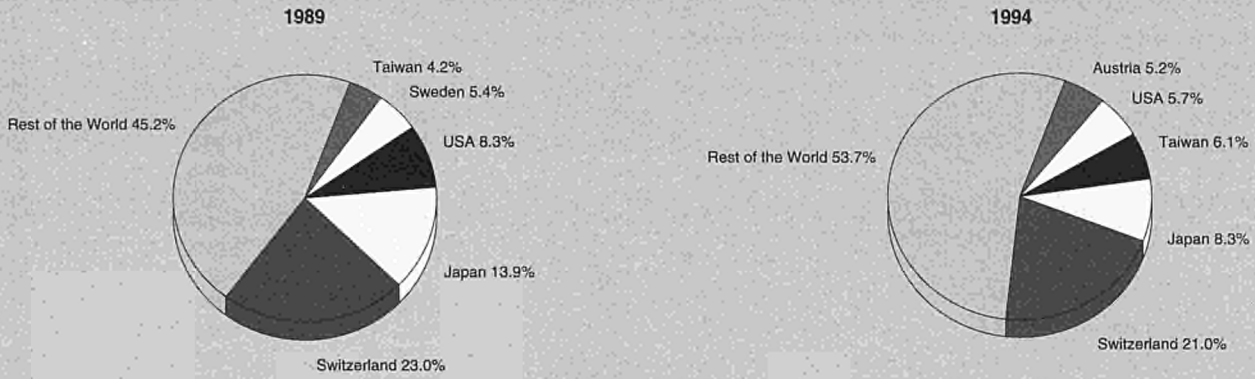 1989
Taiwan 4.2%
Sweden 5.4%
Rest of the World 45.2%
USA 8.3%
Japan 13.9%
Switzerland 23.0%
1994
Austria 5.2%
USA 5.7%
Taiwan 6.1%
Rest of the World 53.7%
Japan 8.3%
Switzerland 21.0%